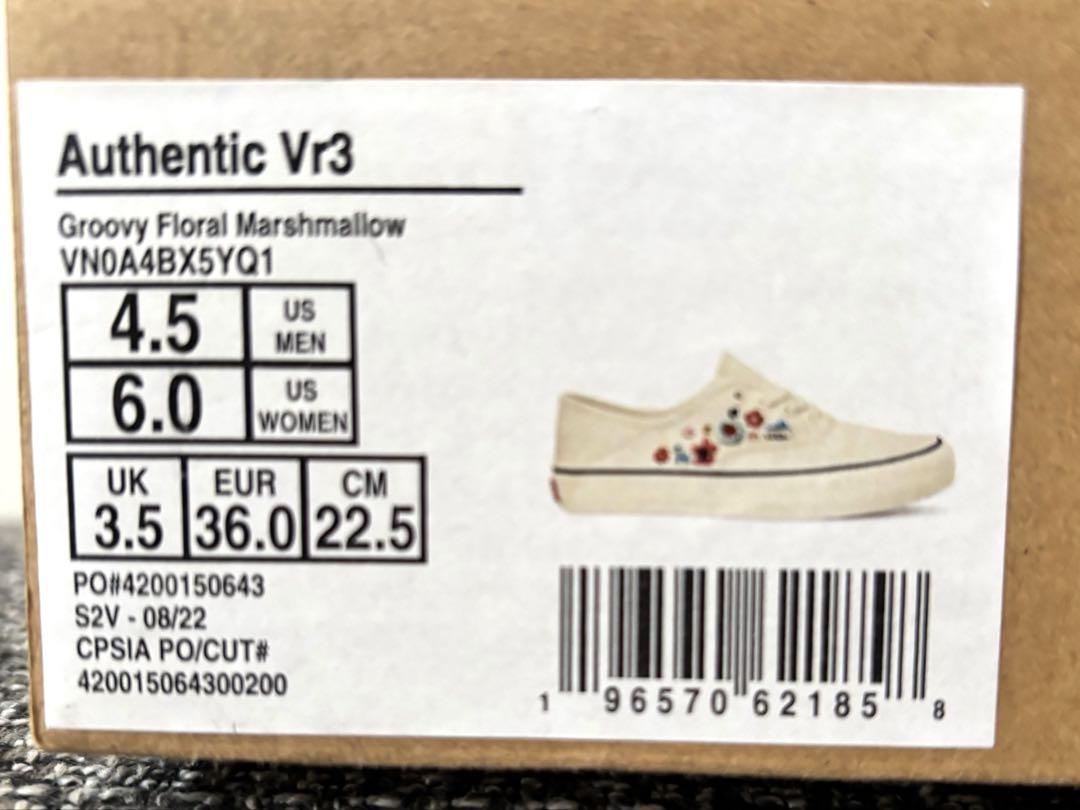 Authentic Vr3
Groovy Floral Marshmallow
VN0A4BX5YQ1
4.5 US MEN
6.0 US WOMEN
UK EUR CM
3.5 36.0 22.5
PO#4200150643
S2V - 08/22
CPSIA PO/CUT#
420015064300200
1 96570 62185 8